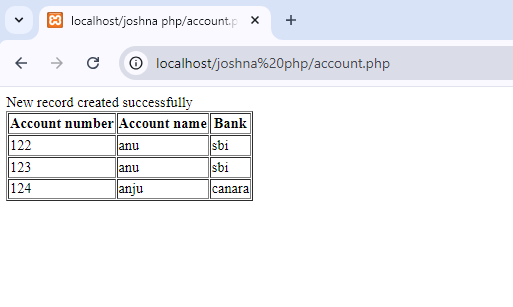 localhost/joshna php/account.p
localhost/joshna%20php/account.php
New record created successfully
Account number Account name Bank
122 anu sbi
123 anu sbi
124 anju canara